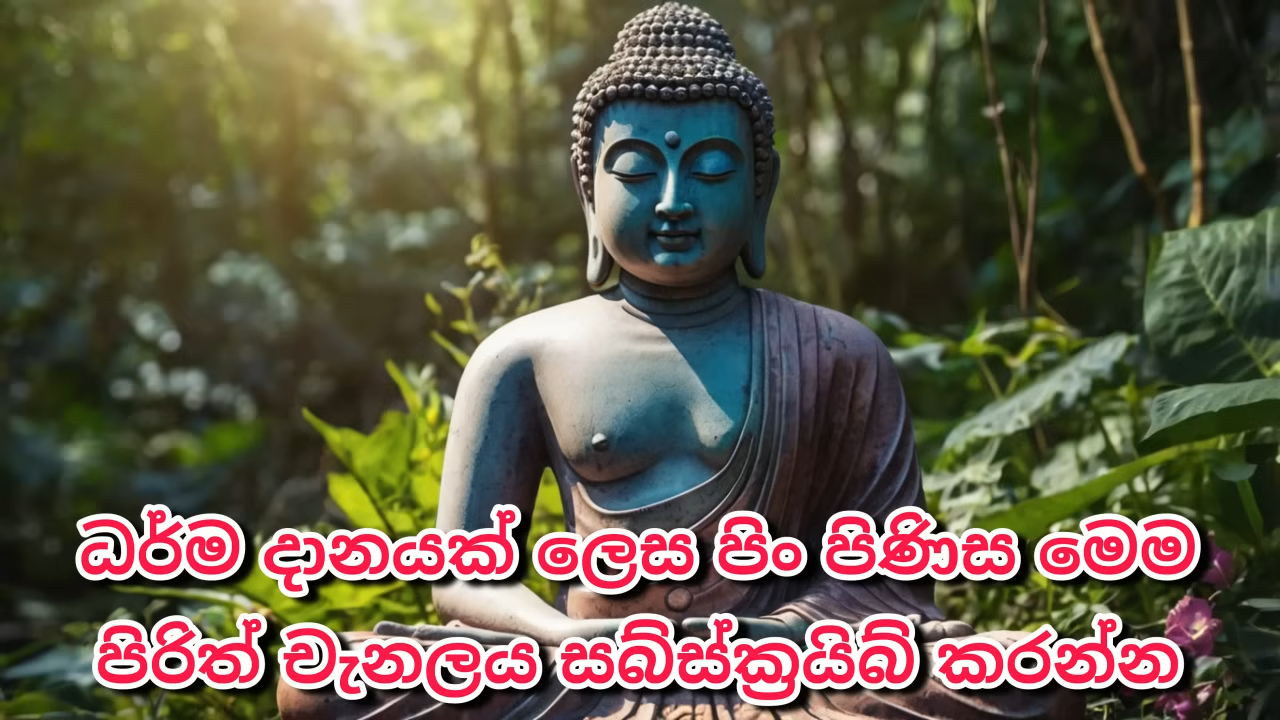 ධර්ම දානයක් ලෙස පිං පිණිස මෙම
පිරිත් චැනලය සබ්ස්ක්‍රයිබ් කරන්න